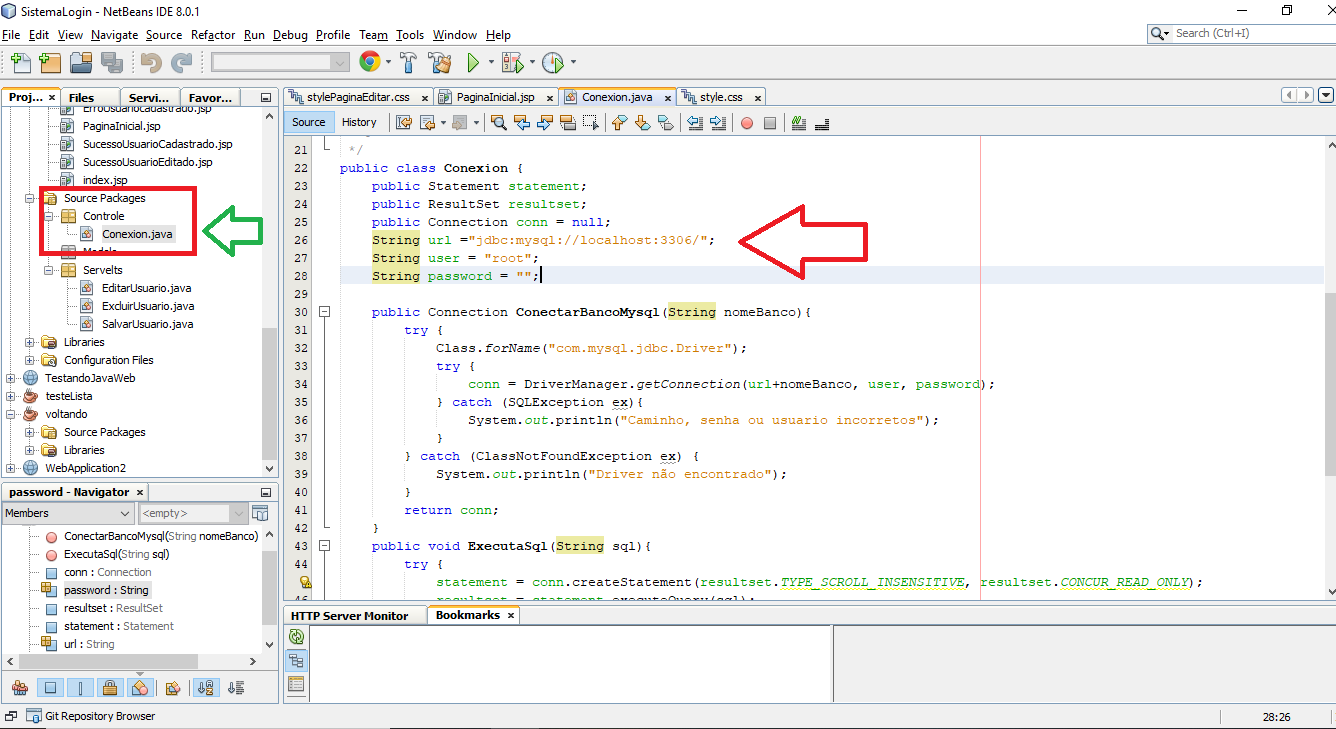 SistemaLogin - NetBeans IDE 8.0.1
File Edit View Navigate Source Refactor Run Debug Profile Team Tools Window Help
Search (Ctrl+I)
Proj... × Files Servi... Favor...
ErroUsuarioCadastrado.jsp
PaginaInicial.jsp
SucessoUsuarioCadastrado.jsp
SucessoUsuarioEditado.jsp
index.jsp
Source Packages
Controle
Conexion.java
Modelo
Servelts
EditarUsuario.java
ExcluirUsuario.java
SalvarUsuario.java
Libraries
Configuration Files
TestandoJavaWeb
testeLista
voltando
Source Packages
Libraries
WebApplication2
password - Navigator ×
Members <empty>
ConectarBancoMysql(String nomeBanco)
ExecutaSql(String sql)
conn : Connection
password : String
resultset : ResultSet
statement : Statement
url : String
stylePaginaEditar.css × PaginaInicial.jsp × Conexion.java × style.css ×
Source History
21 */
22 public class Conexion {
23 public Statement statement;
24 public ResultSet resultset;
25 public Connection conn = null;
26 String url ="jdbc:mysql://localhost:3306/";
27 String user = "root";
28 String password = "";
29
30 public Connection ConectarBancoMysql(String nomeBanco){
31 try {
32 Class.forName("com.mysql.jdbc.Driver");
33 try {
34 conn = DriverManager.getConnection(url+nomeBanco, user, password);
35 } catch (SQLException ex){
36 System.out.println("Caminho, senha ou usuario incorretos");
37 }
38 } catch (ClassNotFoundException ex) {
39 System.out.println("Driver não encontrado");
40 }
41 return conn;
42 }
43 public void ExecutaSql(String sql){
44 try {
statement = conn.createStatement(resultset.TYPE_SCROLL_INSENSITIVE, resultset.CONCUR_READ_ONLY);
46 resultset = statement.executeQuery(sql);
HTTP Server Monitor Bookmarks ×
Git Repository Browser
28:26